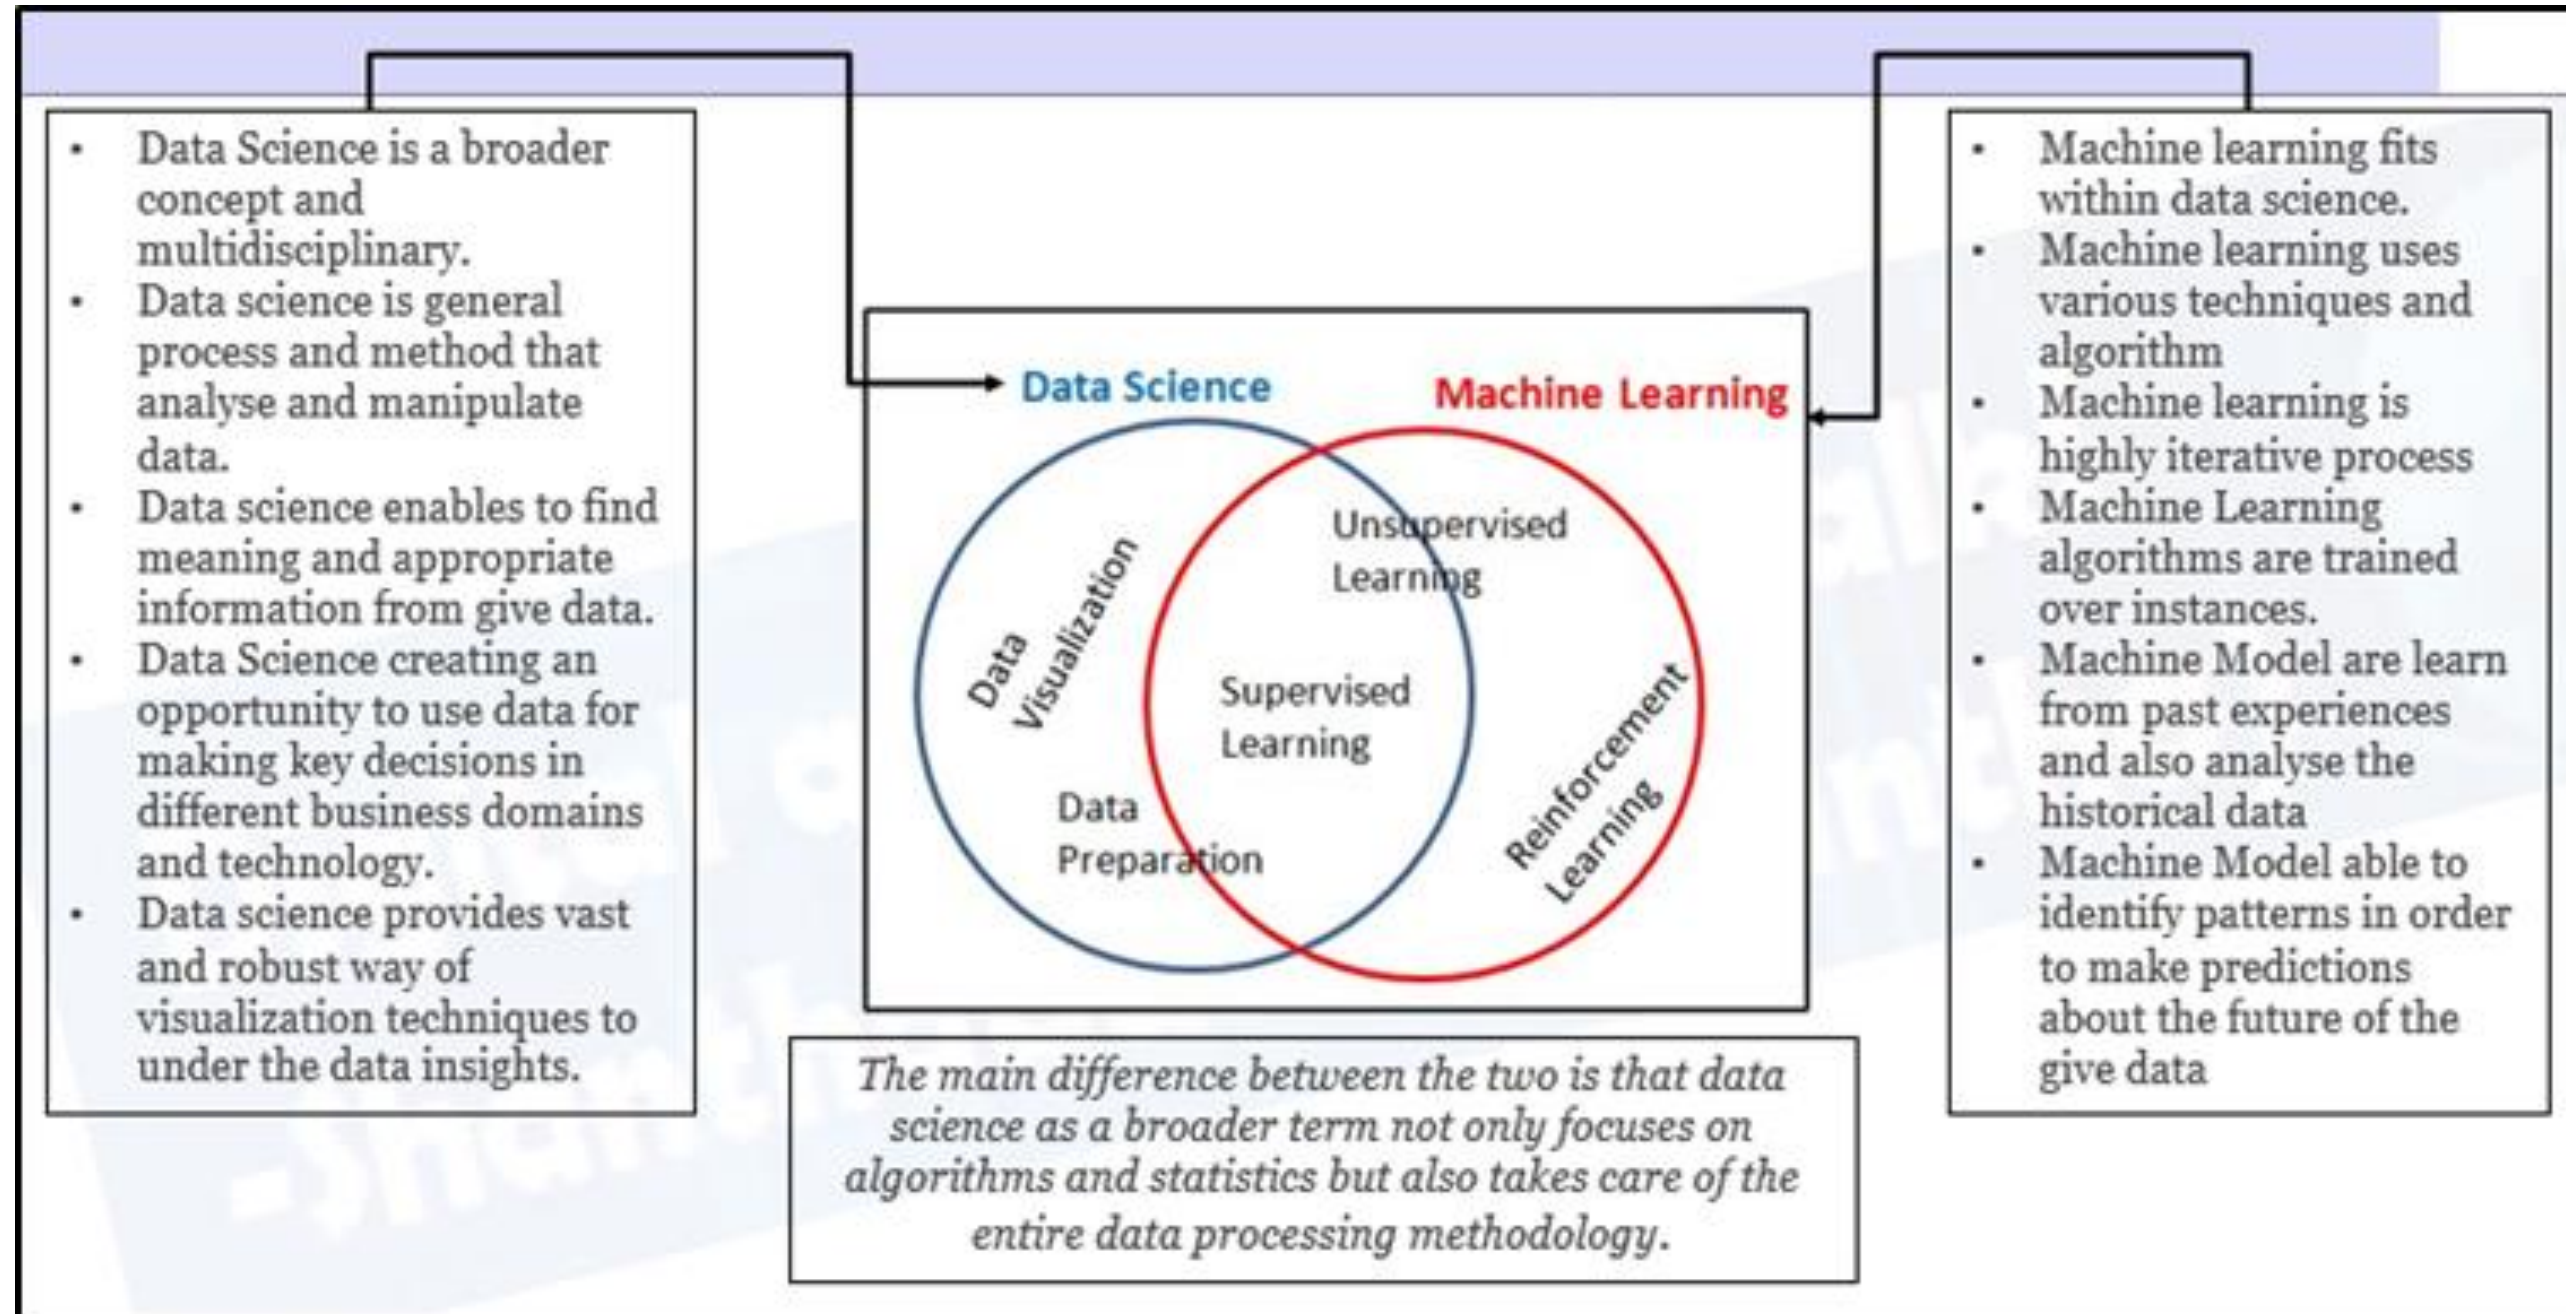 • Data Science is a broader
concept and
multidisciplinary.
• Data science is general
process and method that
analyse and manipulate
data.
• Data science enables to find
meaning and appropriate
information from give data.
• Data Science creating an
opportunity to use data for
making key decisions in
different business domains
and technology.
• Data science provides vast
and robust way of
visualization techniques to
under the data insights.
Data Science
Machine Learning
Data
Visualization
Unsupervised
Learning
Supervised
Learning
Data
Preparation
Reinforcement
Learning
The main difference between the two is that data
science as a broader term not only focuses on
algorithms and statistics but also takes care of the
entire data processing methodology.
• Machine learning fits
within data science.
• Machine learning uses
various techniques and
algorithm
• Machine learning is
highly iterative process
• Machine Learning
algorithms are trained
over instances.
• Machine Model are learn
from past experiences
and also analyse the
historical data
• Machine Model able to
identify patterns in order
to make predictions
about the future of the
give data